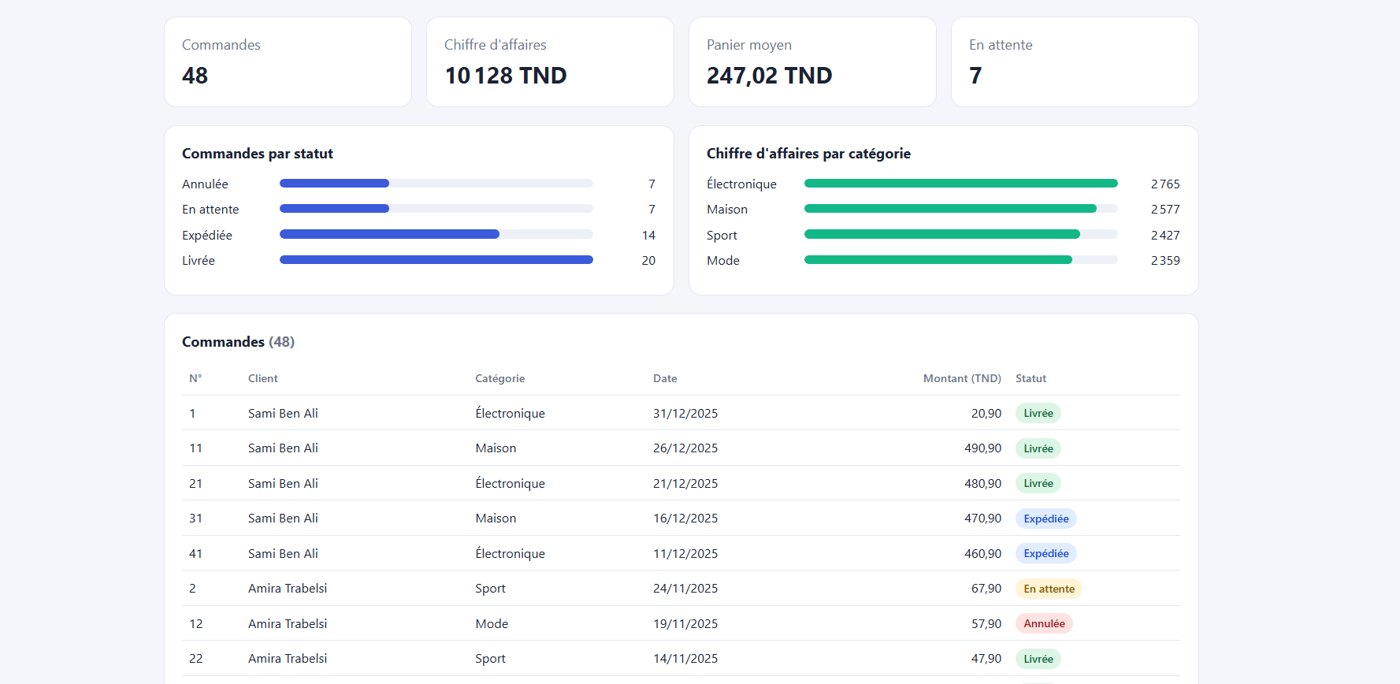 Commandes
48
Chiffre d'affaires
10 128 TND
Panier moyen
247,02 TND
En attente
7
Commandes par statut
Annulée 7
En attente 7
Expédiée 14
Livrée 20
Chiffre d'affaires par catégorie
Électronique 2 765
Maison 2 577
Sport 2 427
Mode 2 359
Commandes (48)
N° Client Catégorie Date Montant (TND) Statut
1 Sami Ben Ali Électronique 31/12/2025 20,90 Livrée
11 Sami Ben Ali Maison 26/12/2025 490,90 Livrée
21 Sami Ben Ali Électronique 21/12/2025 480,90 Livrée
31 Sami Ben Ali Maison 16/12/2025 470,90 Expédiée
41 Sami Ben Ali Électronique 11/12/2025 460,90 Expédiée
2 Amira Trabelsi Sport 24/11/2025 67,90 En attente
12 Amira Trabelsi Mode 19/11/2025 57,90 Annulée
22 Amira Trabelsi Sport 14/11/2025 47,90 Livrée